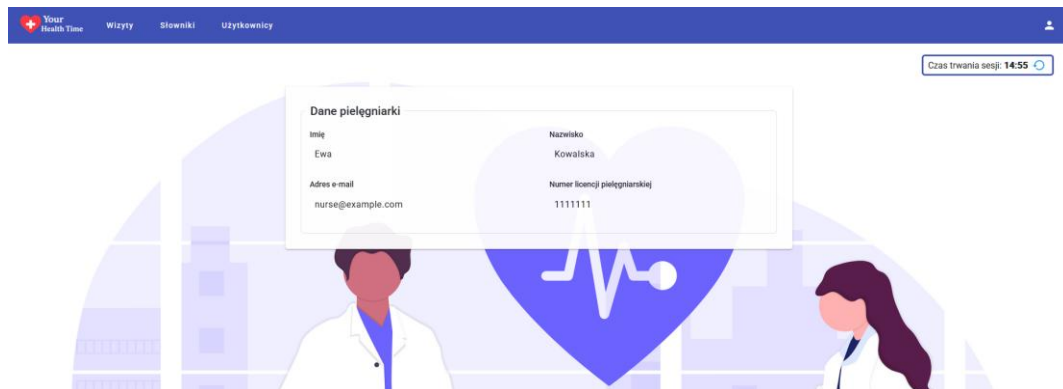 Your
Health Time
Wizyty Słowniki Użytkownicy
Czas trwania sesji: 14:55
Dane pielęgniarki
Imię Nazwisko
Ewa Kowalska
Adres e-mail Numer licencji pielęgniarskiej
nurse@example.com 1111111